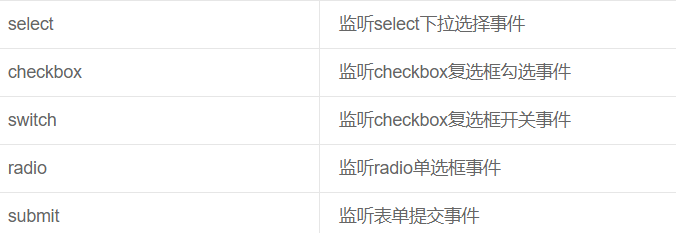 select 监听select下拉选择事件
checkbox 监听checkbox复选框勾选事件
switch 监听checkbox复选框开关事件
radio 监听radio单选框事件
submit 监听表单提交事件